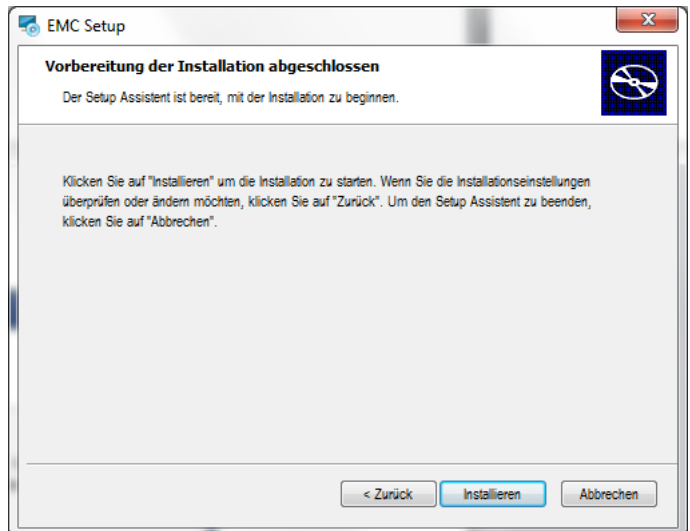 EMC Setup
Vorbereitung der Installation abgeschlossen
Der Setup Assistent ist bereit, mit der Installation zu beginnen.
Klicken Sie auf "Installieren" um die Installation zu starten. Wenn Sie die Installationseinstellungen
überprüfen oder ändern möchten, klicken Sie auf "Zurück". Um den Setup Assistent zu beenden,
klicken Sie auf "Abbrechen".
< Zurück
Installieren
Abbrechen